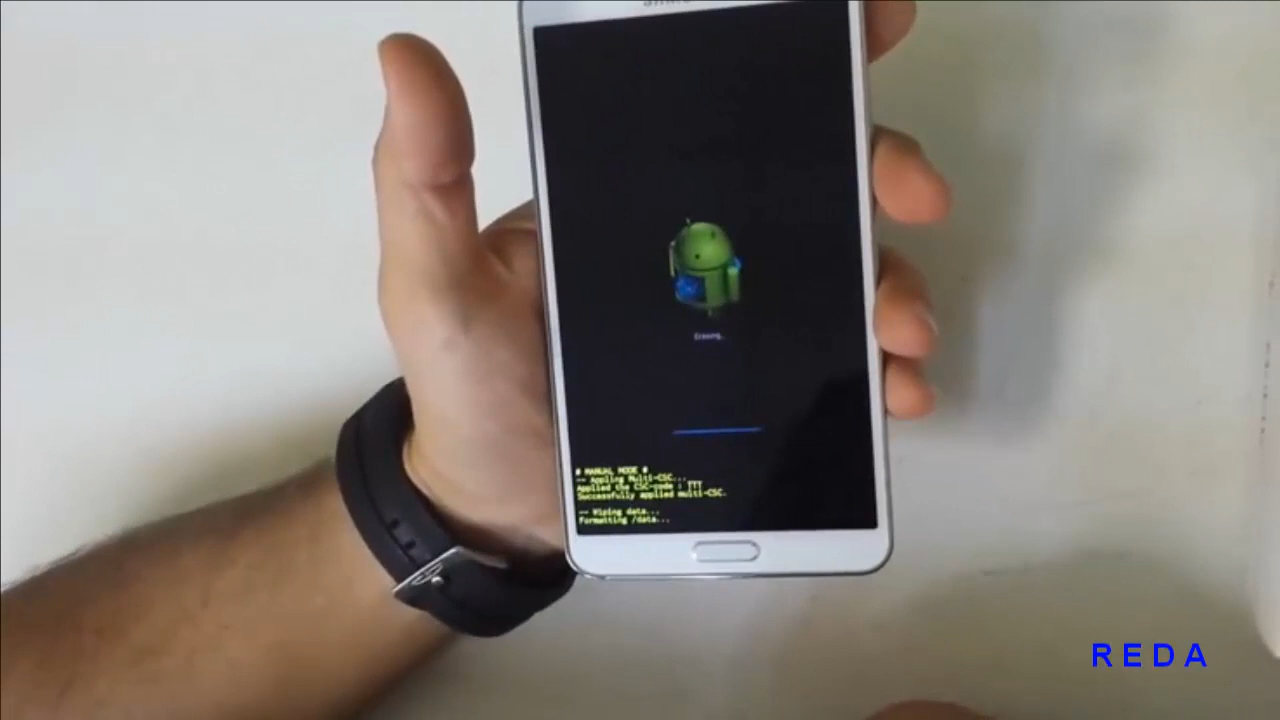 Erasing..
# MANUAL MODE #
-- Appling Multi-CSC...
Applied the CSC-code :
Successfully applied multi-CSC.
-- Wiping data...
Formatting /data...
REDA